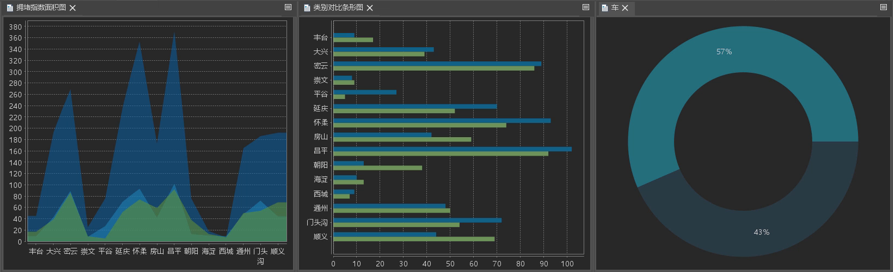 拥堵指数面积图
类别对比条形图
车
380
360
340
320
300
280
260
240
220
200
180
160
140
120
100
80
60
40
20
0
丰台 大兴 密云 崇文 平谷 延庆 怀柔 房山 昌平 朝阳 海淀 西城 通州 门头沟 顺义
丰台
大兴
密云
崇文
平谷
延庆
怀柔
房山
昌平
朝阳
海淀
西城
通州
门头沟
顺义
0 10 20 30 40 50 60 70 80 90 100
57%
43%